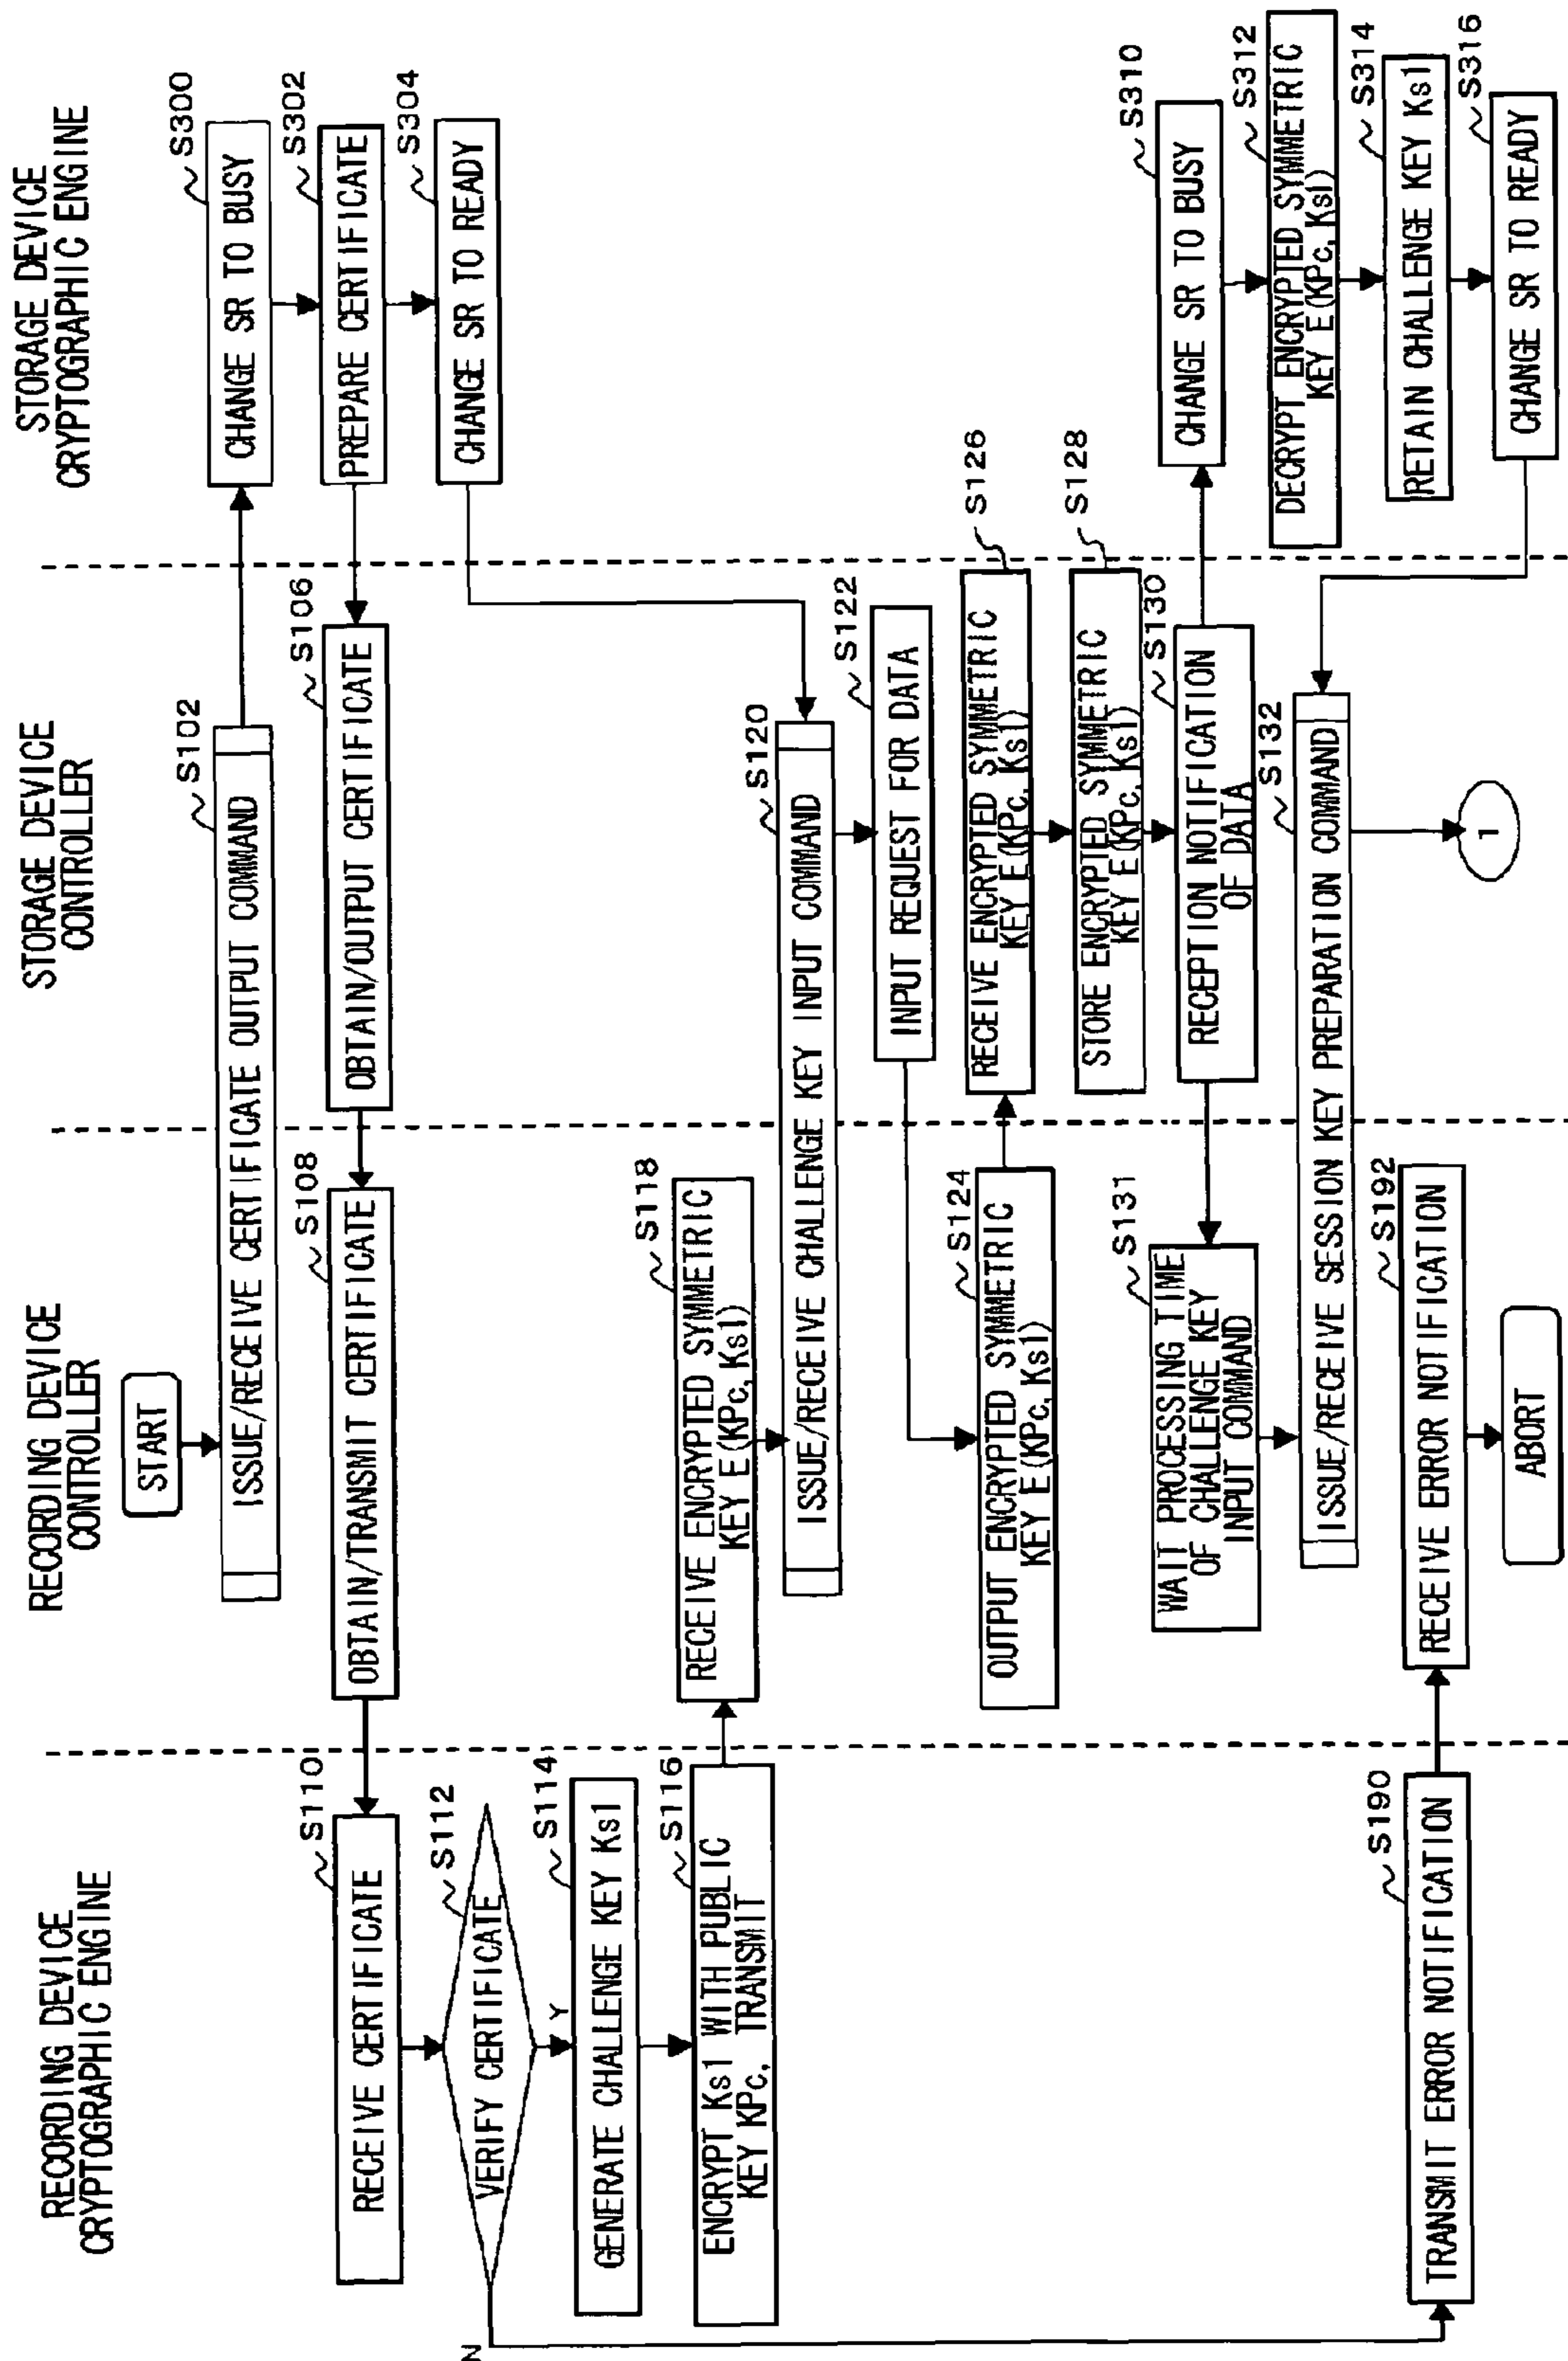 RECORDING DEVICE
CRYPTOGRAPHIC ENGINE
RECORDING DEVICE
CONTROLLER
STORAGE DEVICE
CONTROLLER
STORAGE DEVICE
CRYPTOGRAPHIC ENGINE
START
S102
ISSUE/RECEIVE CERTIFICATE OUTPUT COMMAND
S300
CHANGE SR TO BUSY
S302
PREPARE CERTIFICATE
S106
OBTAIN/OUTPUT CERTIFICATE
S108
OBTAIN/TRANSMIT CERTIFICATE
S110
RECEIVE CERTIFICATE
S304
CHANGE SR TO READY
S112
VERIFY CERTIFICATE
N
Y
S114
GENERATE CHALLENGE KEY Ks1
S116
ENCRYPT Ks1 WITH PUBLIC
KEY KPc, TRANSMIT
S118
RECEIVE ENCRYPTED SYMMETRIC
KEY E(KPc, Ks1)
S120
ISSUE/RECEIVE CHALLENGE KEY INPUT COMMAND
S122
INPUT REQUEST FOR DATA
S124
OUTPUT ENCRYPTED SYMMETRIC
KEY E(KPc, Ks1)
S126
RECEIVE ENCRYPTED SYMMETRIC
KEY E(KPc, Ks1)
S128
STORE ENCRYPTED SYMMETRIC
KEY E(KPc, Ks1)
S130
RECEPTION NOTIFICATION
OF DATA
S310
CHANGE SR TO BUSY
S131
WAIT PROCESSING TIME
OF CHALLENGE KEY
INPUT COMMAND
S312
DECRYPT ENCRYPTED SYMMETRIC
KEY E(KPc, Ks1)
S314
RETAIN CHALLENGE KEY Ks1
S316
CHANGE SR TO READY
S132
ISSUE/RECEIVE SESSION KEY PREPARATION COMMAND
1
S190
TRANSMIT ERROR NOTIFICATION
S192
RECEIVE ERROR NOTIFICATION
ABORT